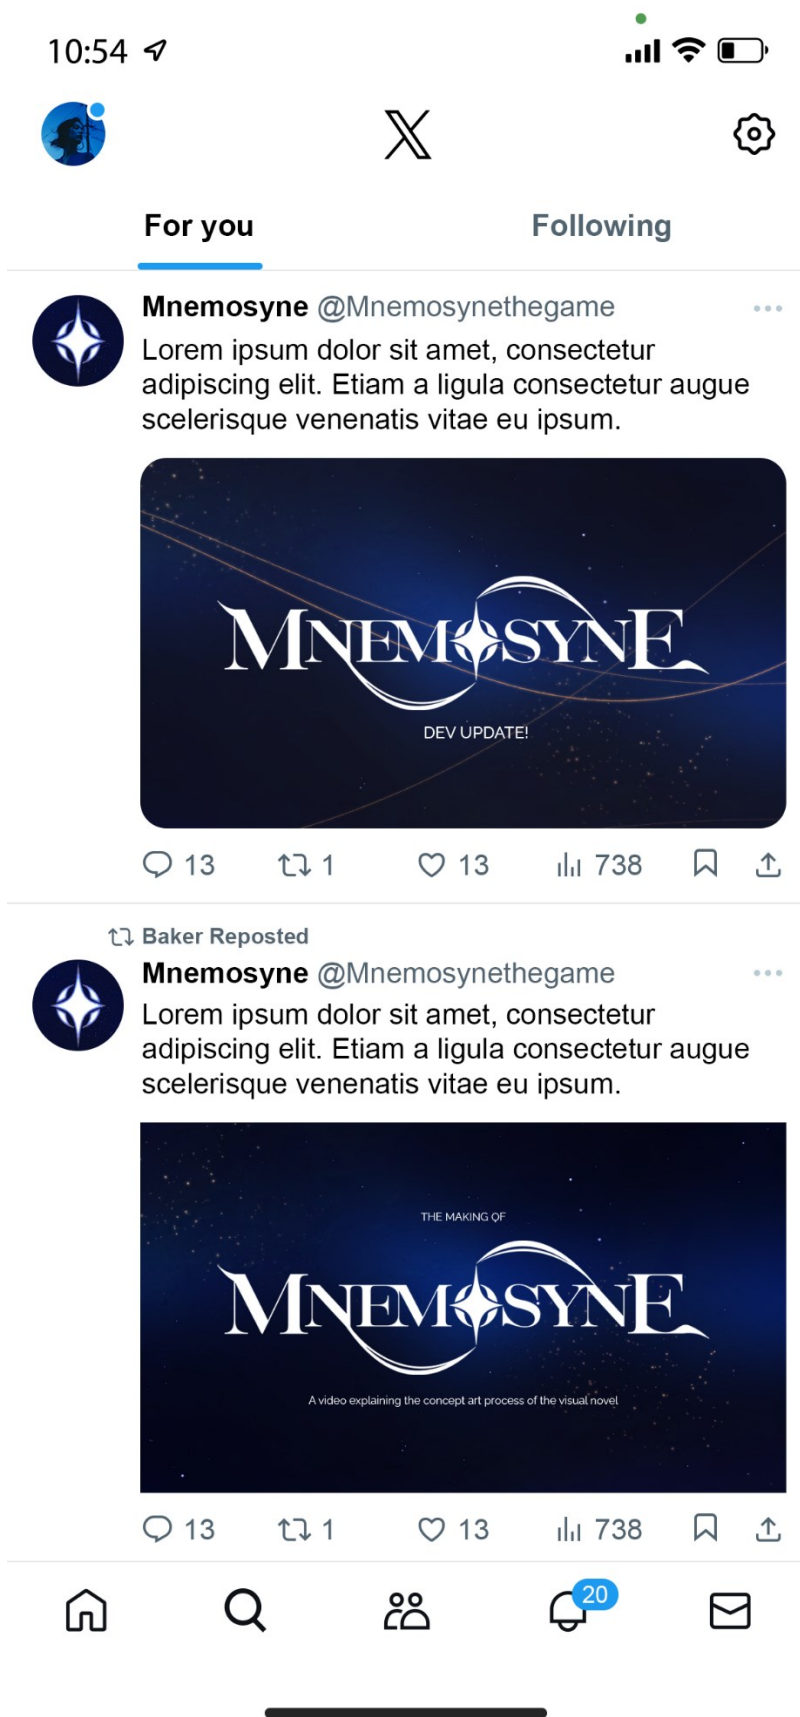 10:54
For you
Following
Mnemosyne @Mnemosynethegame
Lorem ipsum dolor sit amet, consectetur
adipiscing elit. Etiam a ligula consectetur augue
scelerisque venenatis vitae eu ipsum.
MNEMOSYNE
DEV UPDATE!
13 1 13 738
Baker Reposted
Mnemosyne @Mnemosynethegame
Lorem ipsum dolor sit amet, consectetur
adipiscing elit. Etiam a ligula consectetur augue
scelerisque venenatis vitae eu ipsum.
THE MAKING OF
MNEMOSYNE
A video explaining the concept art process of the visual novel
13 1 13 738
20